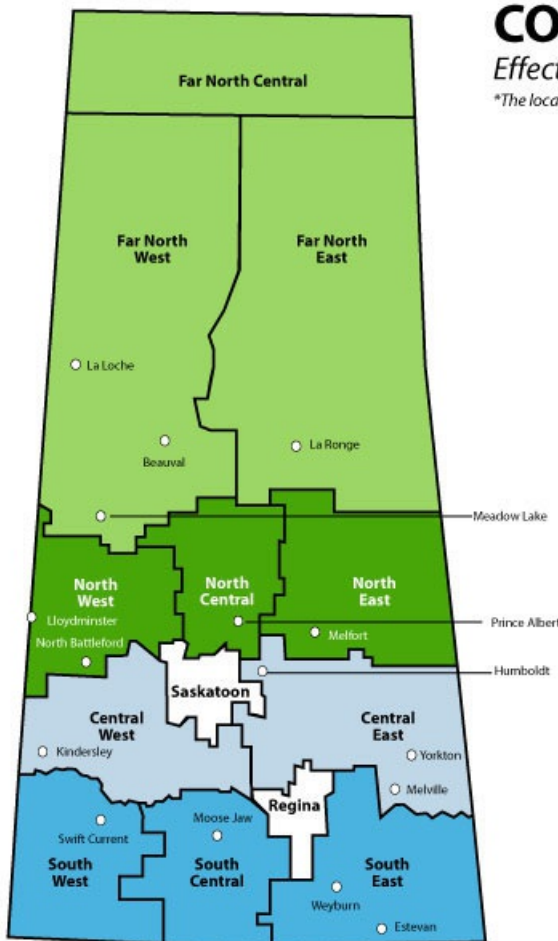 CO
Effect
*The loca
Far North Central
Far North
West
Far North
East
La Loche
Beauval
La Ronge
Meadow Lake
North
West
North
Central
North
East
Lloydminster
North Battleford
Prince Albert
Melfort
Humboldt
Saskatoon
Central
West
Central
East
Kindersley
Yorkton
Melville
Regina
Swift Current
Moose Jaw
South
West
South
Central
South
East
Weyburn
Estevan